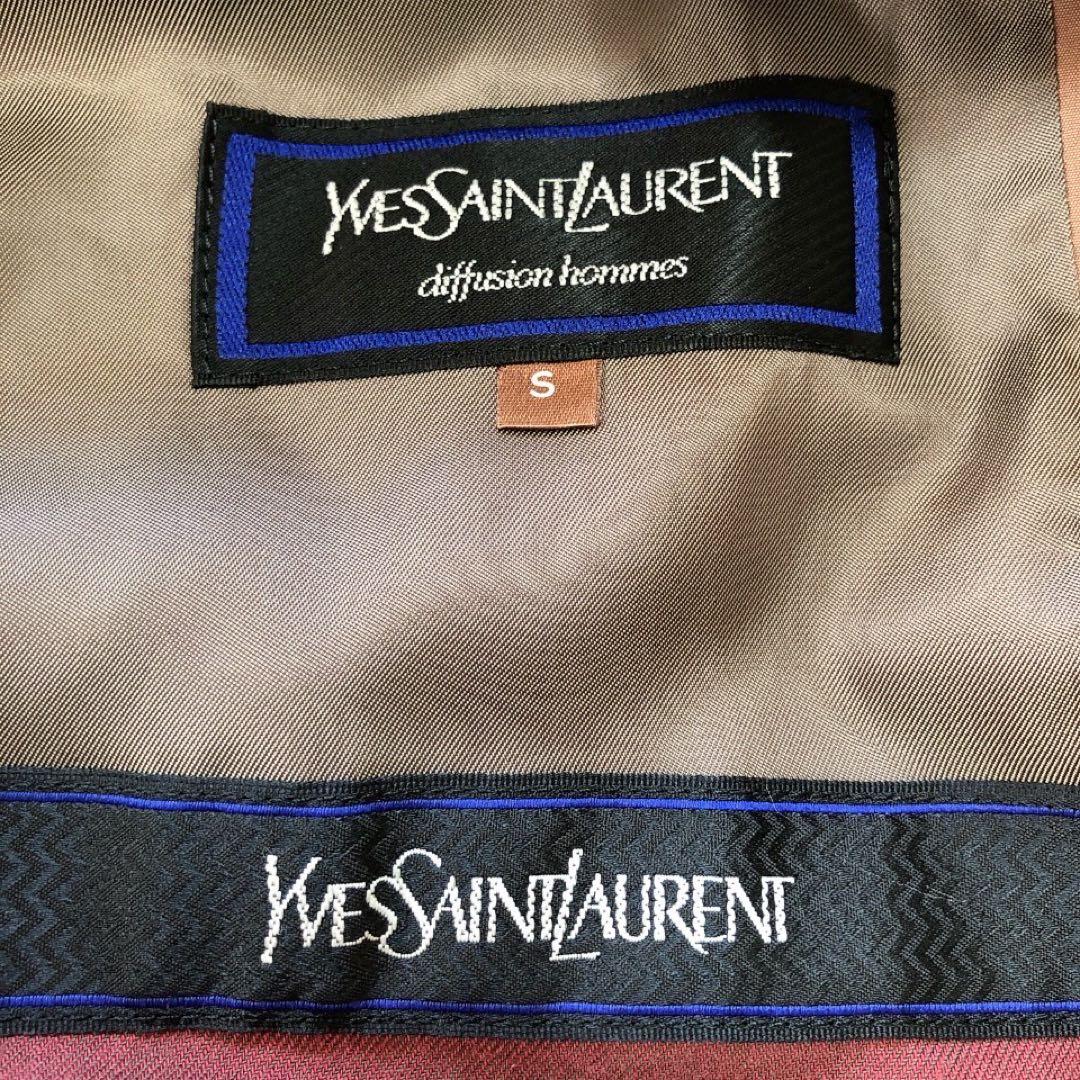 YVESSAINTLAURENT
diffusion hommes
S
YVESSAINTLAURENT